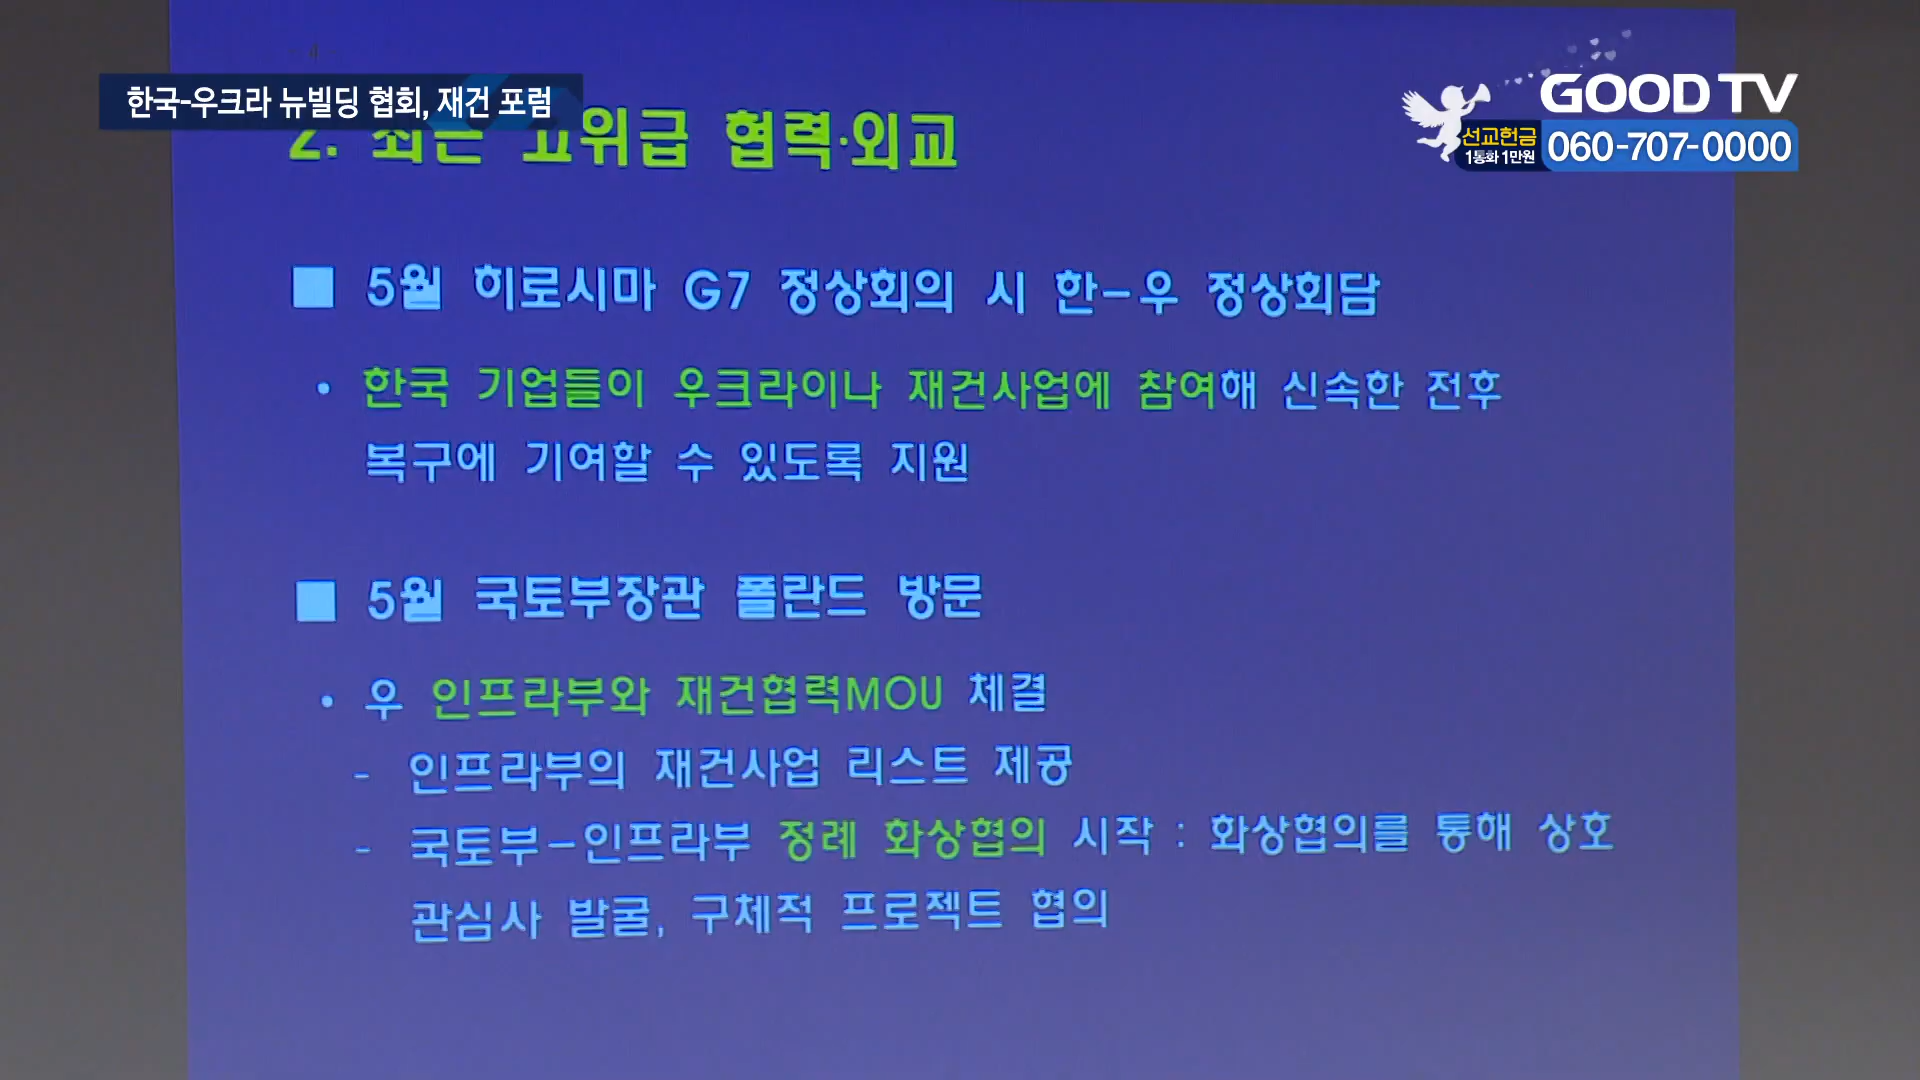 한국-우크라 뉴빌딩 협회, 재건 포럼
GOODTV
선교헌금
1통화 1만원
060-707-0000
2. 최근 고위급 협력·외교
■ 5월 히로시마 G7 정상회의 시 한-우 정상회담
• 한국 기업들이 우크라이나 재건사업에 참여해 신속한 전후
복구에 기여할 수 있도록 지원
■ 5월 국토부장관 폴란드 방문
• 우 인프라부와 재건협력MOU 체결
- 인프라부의 재건사업 리스트 제공
- 국토부-인프라부 정례 화상협의 시작 : 화상협의를 통해 상호
관심사 발굴, 구체적 프로젝트 협의